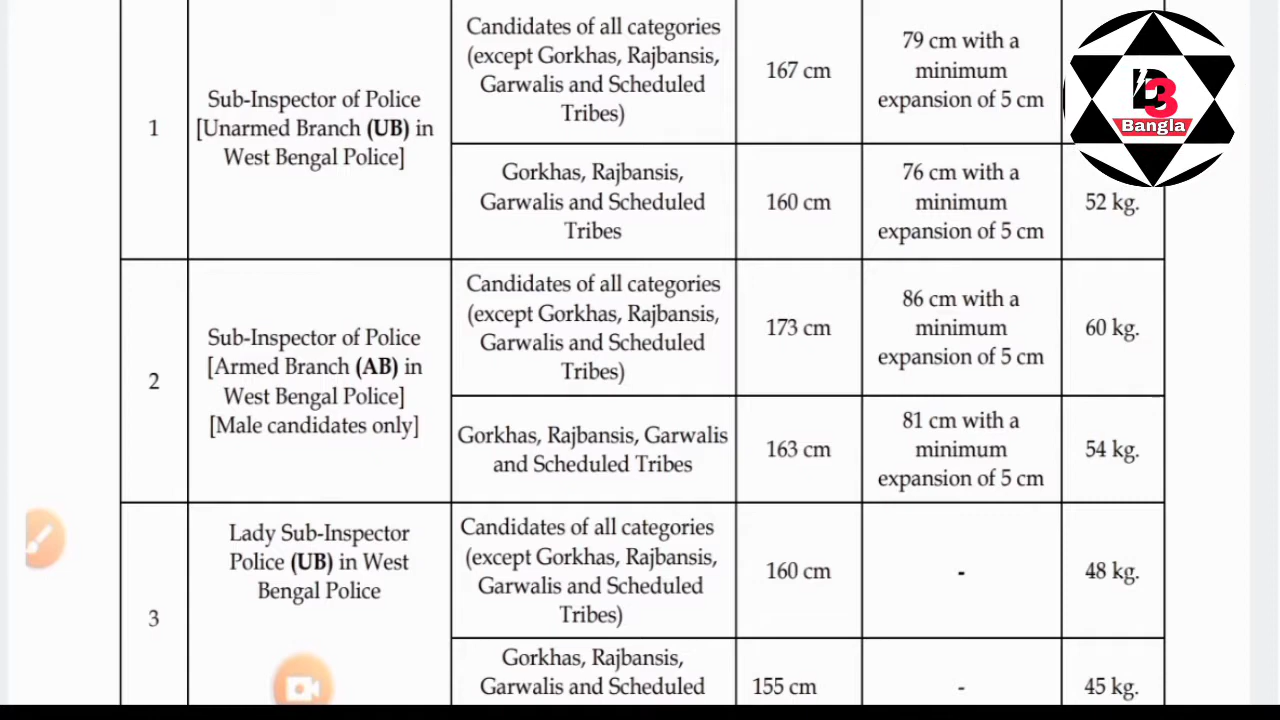 1
Sub-Inspector of Police
[Unarmed Branch (UB) in
West Bengal Police]
Candidates of all categories
(except Gorkhas, Rajbansis,
Garwalis and Scheduled
Tribes)
167 cm
79 cm with a
minimum
expansion of 5 cm
Gorkhas, Rajbansis,
Garwalis and Scheduled
Tribes
160 cm
76 cm with a
minimum
expansion of 5 cm
52 kg.
2
Sub-Inspector of Police
[Armed Branch (AB) in
West Bengal Police]
[Male candidates only]
Candidates of all categories
(except Gorkhas, Rajbansis,
Garwalis and Scheduled
Tribes)
173 cm
86 cm with a
minimum
expansion of 5 cm
60 kg.
Gorkhas, Rajbansis, Garwalis
and Scheduled Tribes
163 cm
81 cm with a
minimum
expansion of 5 cm
54 kg.
3
Lady Sub-Inspector
Police (UB) in West
Bengal Police
Candidates of all categories
(except Gorkhas, Rajbansis,
Garwalis and Scheduled
Tribes)
160 cm
-
48 kg.
Gorkhas, Rajbansis,
Garwalis and Scheduled
155 cm
-
45 kg.
D3
Bangla